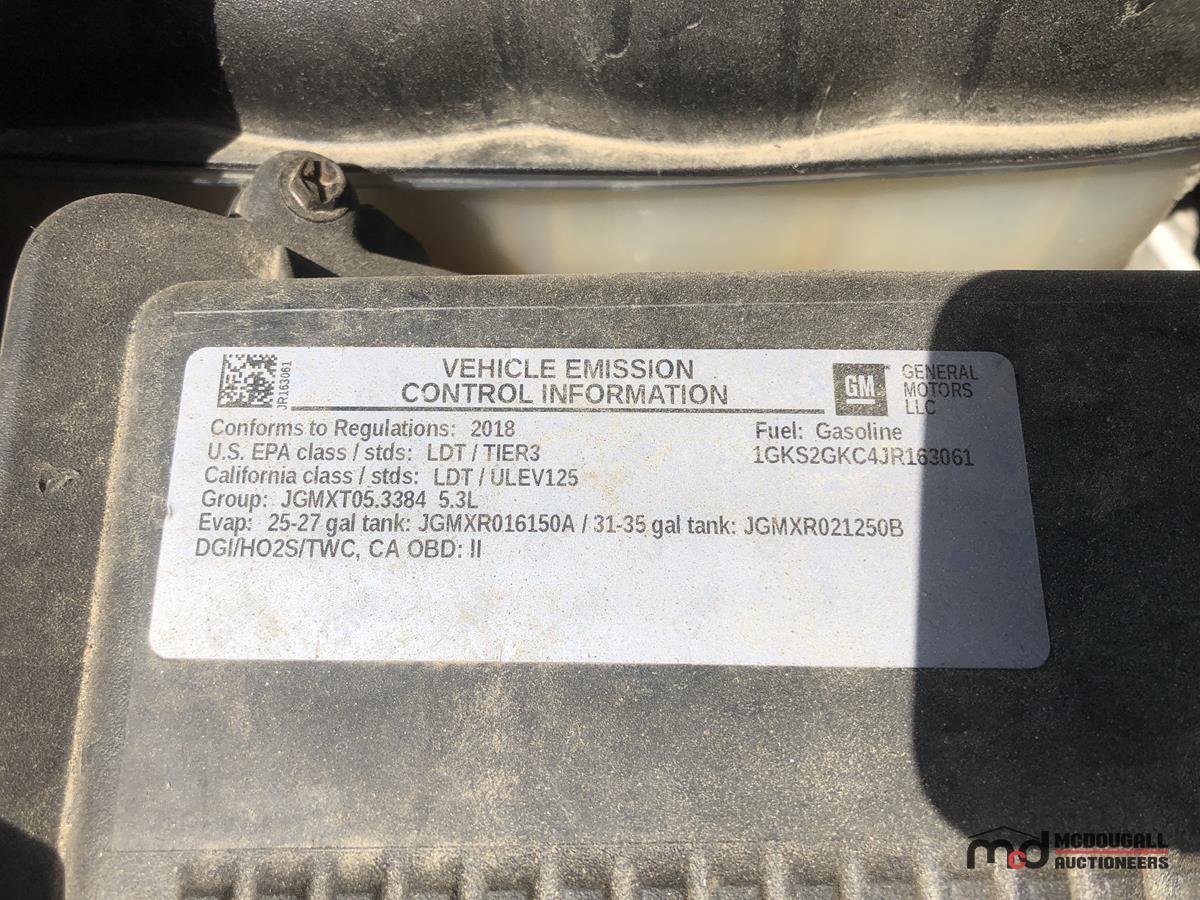 JR163061
VEHICLE EMISSION
CONTROL INFORMATION
GM
GENERAL
MOTORS
LLC
Conforms to Regulations: 2018
Fuel: Gasoline
U.S. EPA class / stds: LDT / TIER3
1GKS2GKC4JR163061
California class / stds: LDT / ULEV125
Group: JGMXT05.3384 5.3L
Evap: 25-27 gal tank: JGMXR016150A / 31-35 gal tank: JGMXR021250B
DGI/HO2S/TWC, CA OBD: II
mcd
MCDOUGALL
AUCTIONEERS